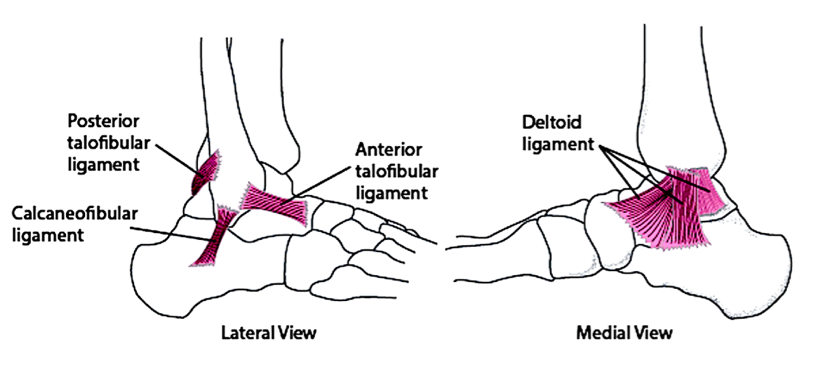 Posterior
talofibular
ligament
Anterior
talofibular
ligament
Calcaneofibular
ligament
Lateral View
Deltoid
ligament
Medial View